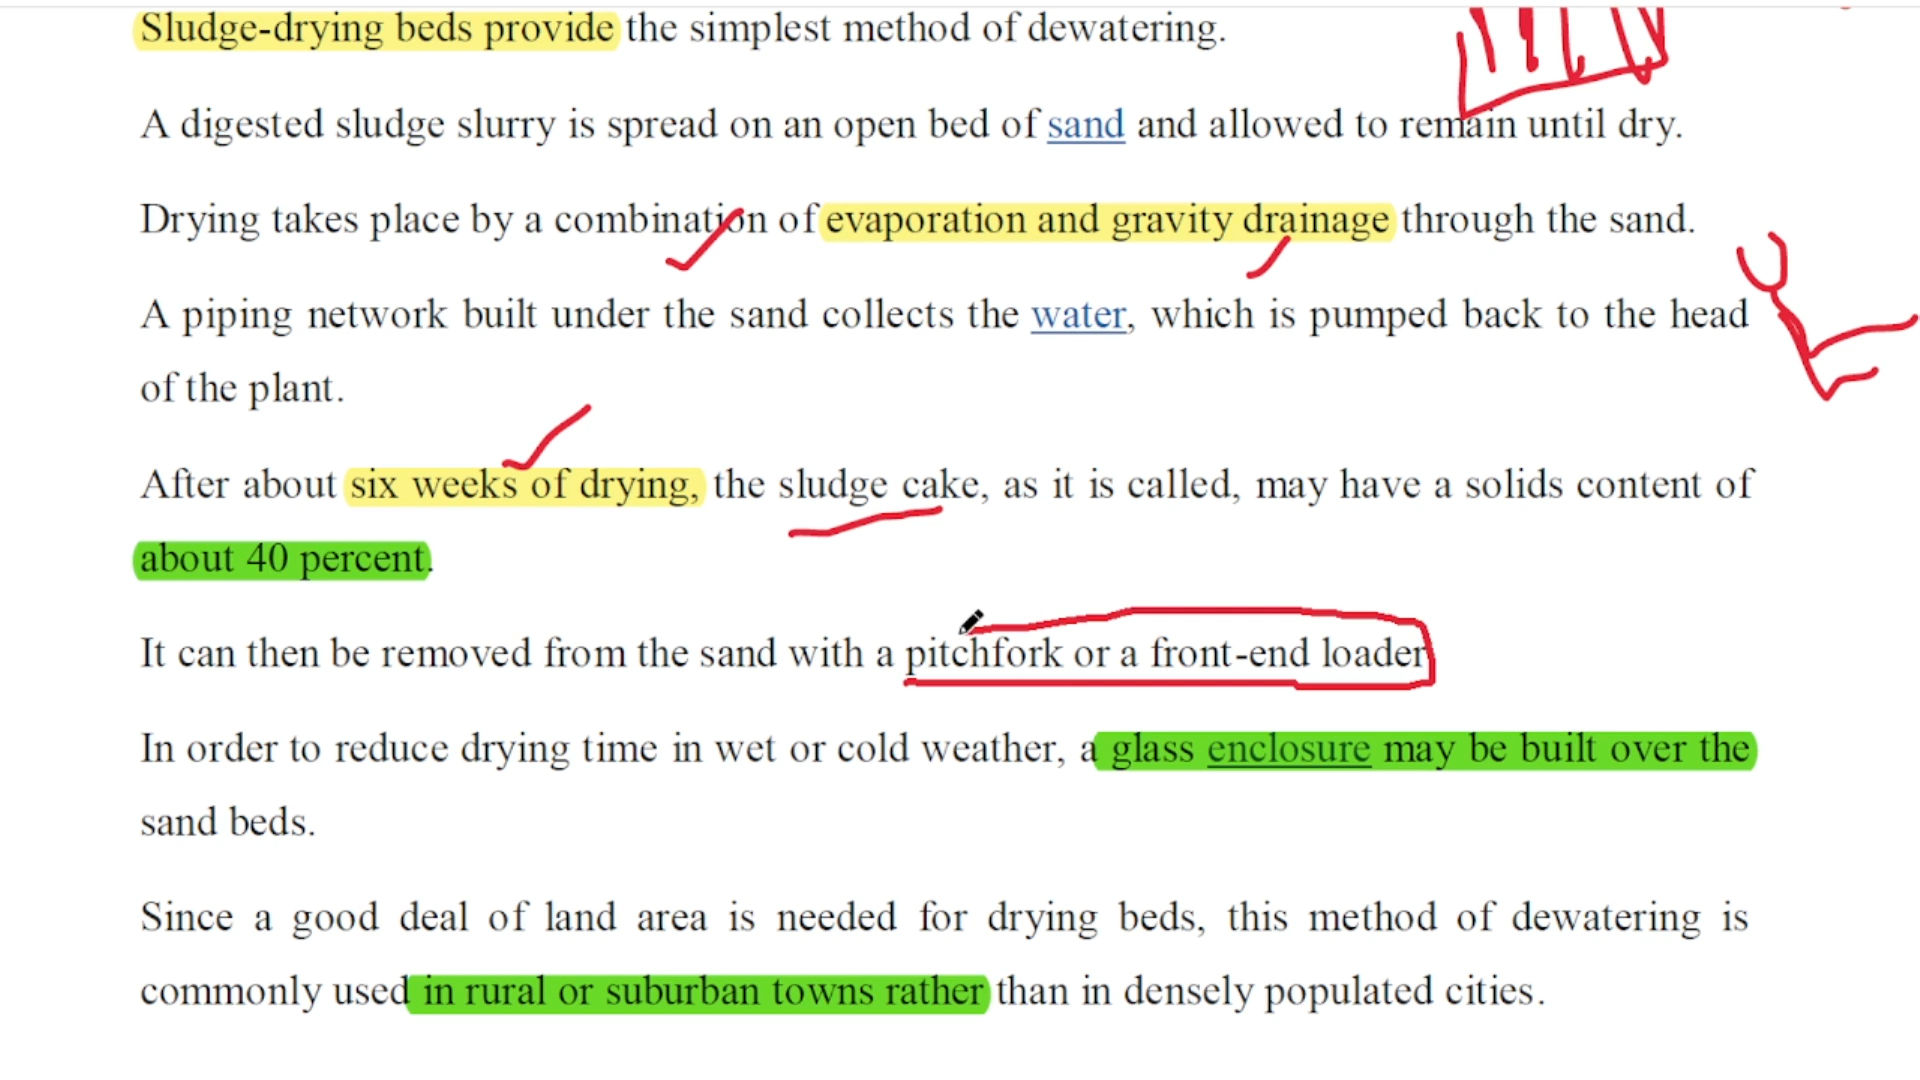 Sludge-drying beds provide the simplest method of dewatering.
A digested sludge slurry is spread on an open bed of sand and allowed to remain until dry.
Drying takes place by a combination of evaporation and gravity drainage through the sand.
A piping network built under the sand collects the water, which is pumped back to the head
of the plant.
After about six weeks of drying, the sludge cake, as it is called, may have a solids content of
about 40 percent.
It can then be removed from the sand with a pitchfork or a front-end loader
In order to reduce drying time in wet or cold weather, a glass enclosure may be built over the
sand beds.
Since a good deal of land area is needed for drying beds, this method of dewatering is
commonly used in rural or suburban towns rather than in densely populated cities.